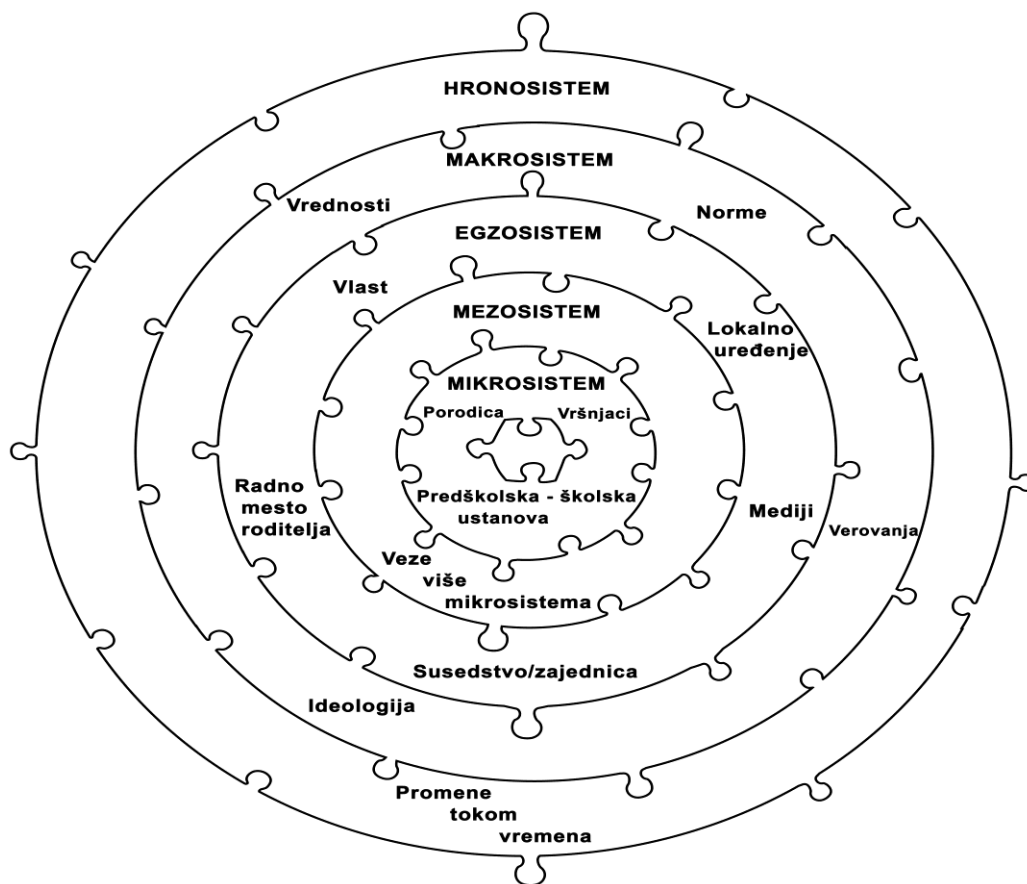 HRONOSISTEM
MAKROSISTEM
Vrednosti
Norme
EGZOSISTEM
Vlast
MEZOSISTEM
Lokalno
uređenje
MIKROSISTEM
Porodica
Vršnjaci
Predškolska - školska
ustanova
Radno
mesto
roditelja
Mediji
Verovanja
Veze
više
mikrosistema
Susedstvo/zajednica
Ideologija
Promene
tokom
vremena